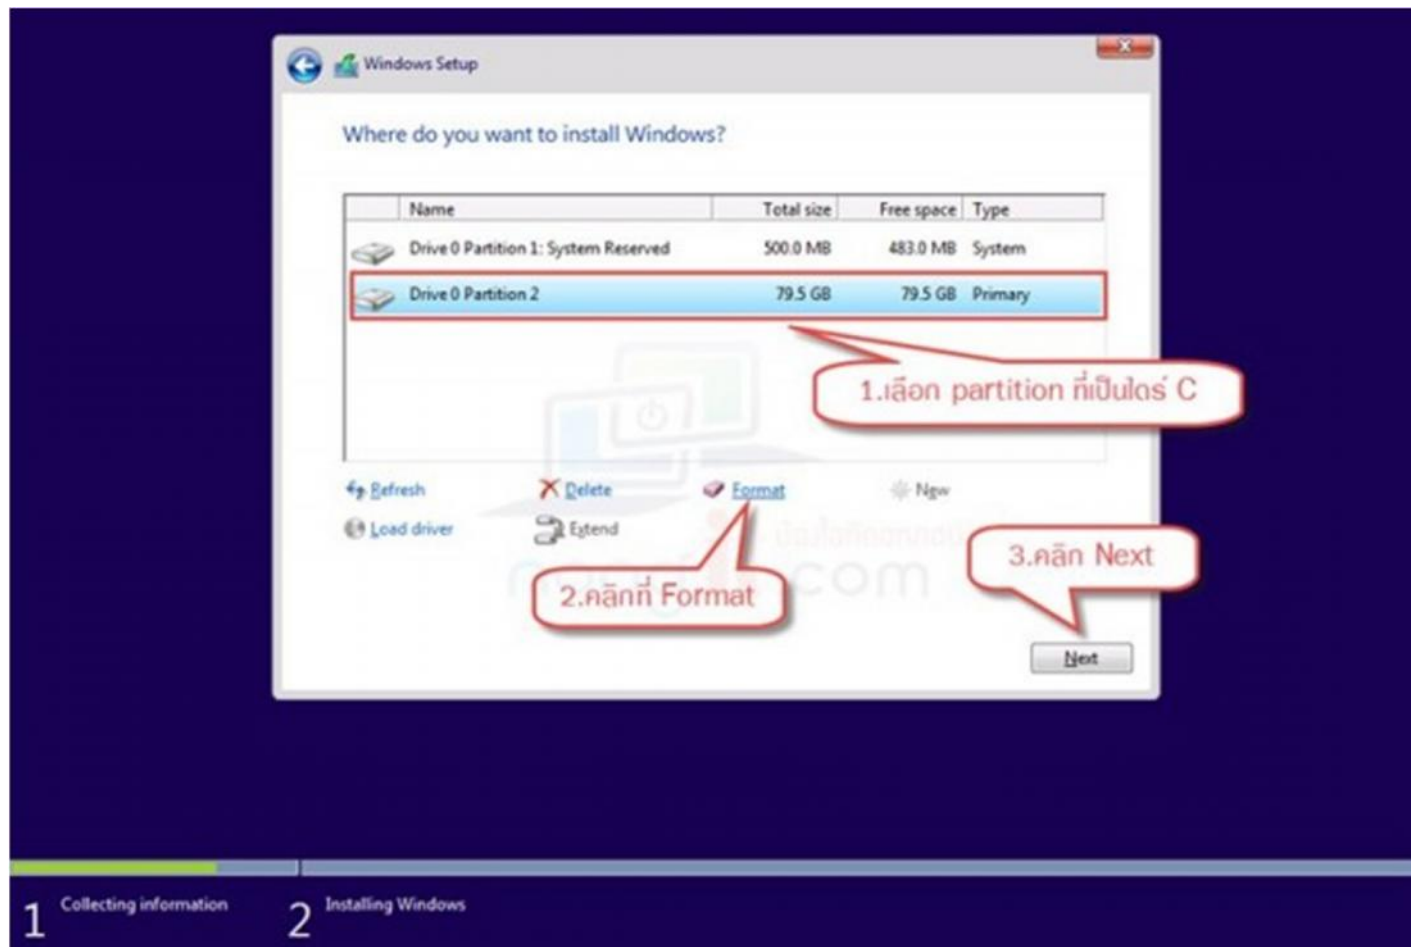 Windows Setup
Where do you want to install Windows?
Name Total size Free space Type
Drive 0 Partition 1: System Reserved 500.0 MB 483.0 MB System
Drive 0 Partition 2 79.5 GB 79.5 GB Primary
1.เลือก partition ที่เป็นไดร์ C
Refresh Delete Format New
Load driver Extend
3.คลิก Next
2.คลิกที่ Format
Next
1 Collecting information 2 Installing Windows